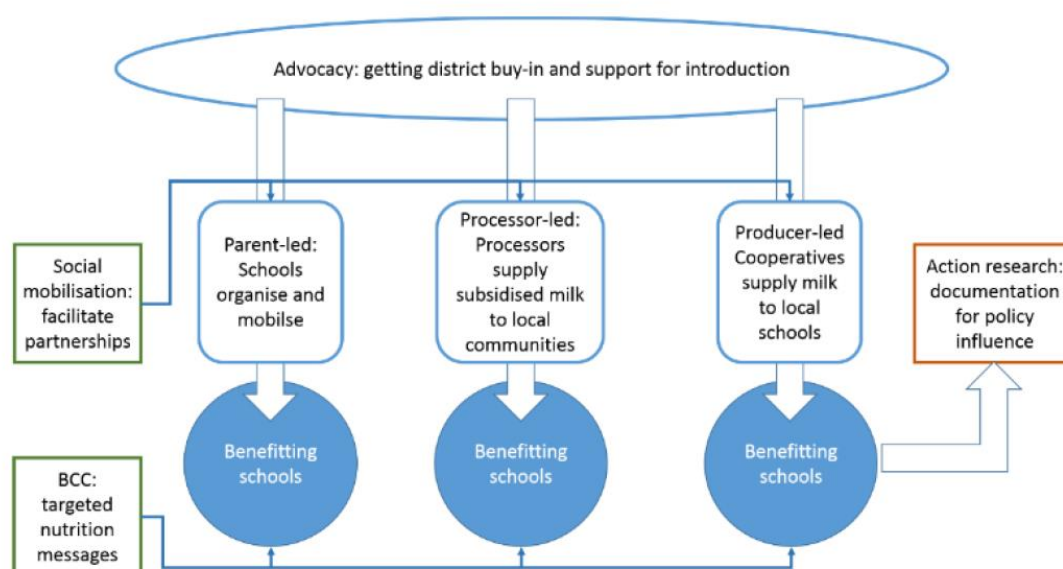 Advocacy: getting district buy-in and support for introduction
Social
mobilisation:
facilitate
partnerships
Parent-led:
Schools
organise and
mobilse
Processor-led:
Processors
supply
subsidised milk
to local
communities
Producer-led
Cooperatives
supply milk
to local
schools
Action research:
documentation
for policy
influence
Benefitting
schools
Benefitting
schools
Benefitting
schools
BCC:
targeted
nutrition
messages